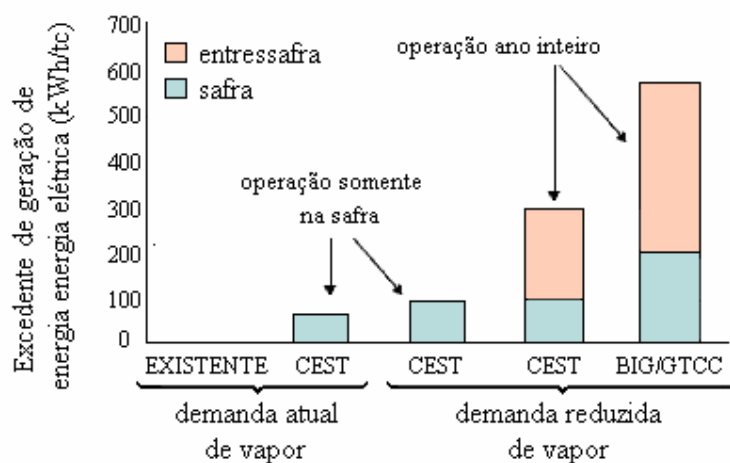 Excedente de geração de
energia energia elétrica (kWh/tc)
700
600
500
400
300
200
100
0
entressafra
safra
operação ano inteiro
operação somente
na safra
EXISTENTE
CEST
CEST
CEST
BIG/GTCC
demanda atual
de vapor
demanda reduzida
de vapor